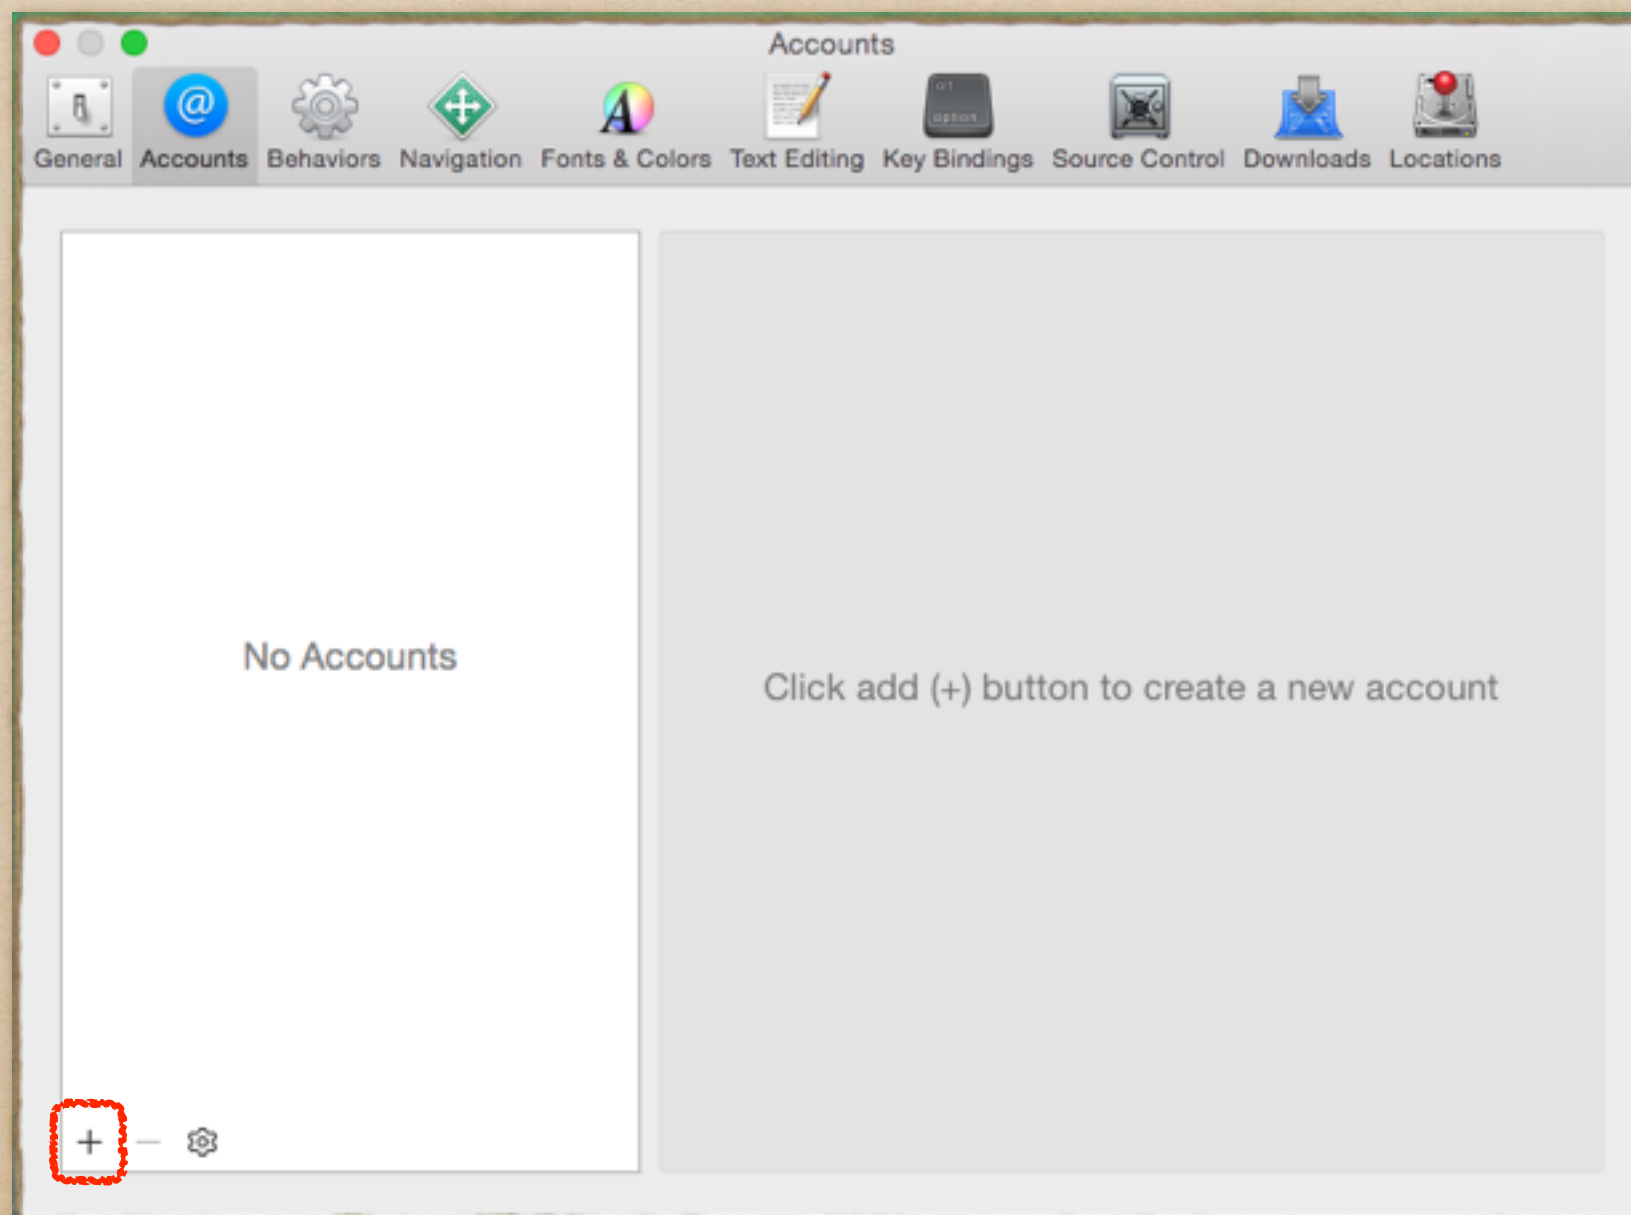 Accounts
General Accounts Behaviors Navigation Fonts & Colors Text Editing Key Bindings Source Control Downloads Locations
option
No Accounts
Click add (+) button to create a new account